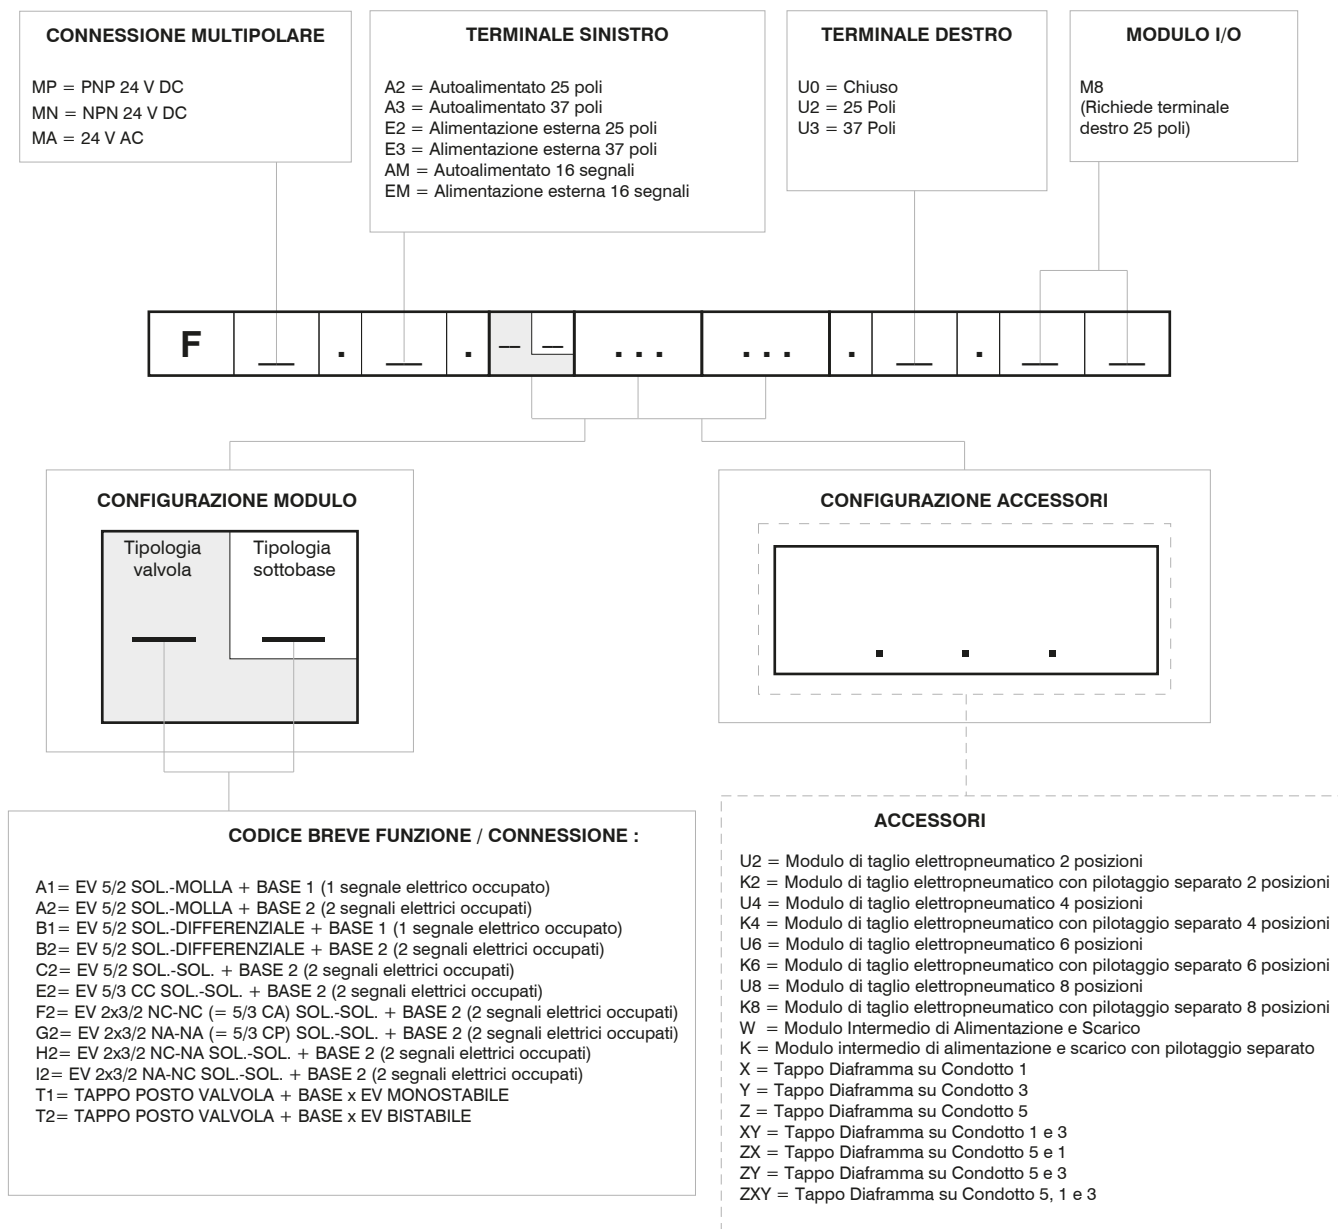 CONNESSIONE MULTIPOLARE
MP = PNP 24 V DC
MN = NPN 24 V DC
MA = 24 V AC
TERMINALE SINISTRO
A2 = Autoalimentato 25 poli
A3 = Autoalimentato 37 poli
E2 = Alimentazione esterna 25 poli
E3 = Alimentazione esterna 37 poli
AM = Autoalimentato 16 segnali
EM = Alimentazione esterna 16 segnali
TERMINALE DESTRO
U0 = Chiuso
U2 = 25 Poli
U3 = 37 Poli
MODULO I/O
M8
(Richiede terminale
destro 25 poli)
F __ . __ . __ __ ... ... . __ . __ __
CONFIGURAZIONE MODULO
Tipologia
valvola
Tipologia
sottobase
CONFIGURAZIONE ACCESSORI
. . .
CODICE BREVE FUNZIONE / CONNESSIONE :
A1= EV 5/2 SOL.-MOLLA + BASE 1 (1 segnale elettrico occupato)
A2= EV 5/2 SOL.-MOLLA + BASE 2 (2 segnali elettrici occupati)
B1= EV 5/2 SOL.-DIFFERENZIALE + BASE 1 (1 segnale elettrico occupato)
B2= EV 5/2 SOL.-DIFFERENZIALE + BASE 2 (2 segnali elettrici occupati)
C2= EV 5/2 SOL.-SOL. + BASE 2 (2 segnali elettrici occupati)
E2= EV 5/3 CC SOL.-SOL. + BASE 2 (2 segnali elettrici occupati)
F2= EV 2x3/2 NC-NC (= 5/3 CA) SOL.-SOL. + BASE 2 (2 segnali elettrici occupati)
G2= EV 2x3/2 NA-NA (= 5/3 CP) SOL.-SOL. + BASE 2 (2 segnali elettrici occupati)
H2= EV 2x3/2 NC-NA SOL.-SOL. + BASE 2 (2 segnali elettrici occupati)
I2= EV 2x3/2 NA-NC SOL.-SOL. + BASE 2 (2 segnali elettrici occupati)
T1= TAPPO POSTO VALVOLA + BASE x EV MONOSTABILE
T2= TAPPO POSTO VALVOLA + BASE x EV BISTABILE
ACCESSORI
U2 = Modulo di taglio elettropneumatico 2 posizioni
K2 = Modulo di taglio elettropneumatico con pilotaggio separato 2 posizioni
U4 = Modulo di taglio elettropneumatico 4 posizioni
K4 = Modulo di taglio elettropneumatico con pilotaggio separato 4 posizioni
U6 = Modulo di taglio elettropneumatico 6 posizioni
K6 = Modulo di taglio elettropneumatico con pilotaggio separato 6 posizioni
U8 = Modulo di taglio elettropneumatico 8 posizioni
K8 = Modulo di taglio elettropneumatico con pilotaggio separato 8 posizioni
W = Modulo Intermedio di Alimentazione e Scarico
K = Modulo intermedio di alimentazione e scarico con pilotaggio separato
X = Tappo Diaframma su Condotto 1
Y = Tappo Diaframma su Condotto 3
Z = Tappo Diaframma su Condotto 5
XY = Tappo Diaframma su Condotto 1 e 3
ZX = Tappo Diaframma su Condotto 5 e 1
ZY = Tappo Diaframma su Condotto 5 e 3
ZXY = Tappo Diaframma su Condotto 5, 1 e 3